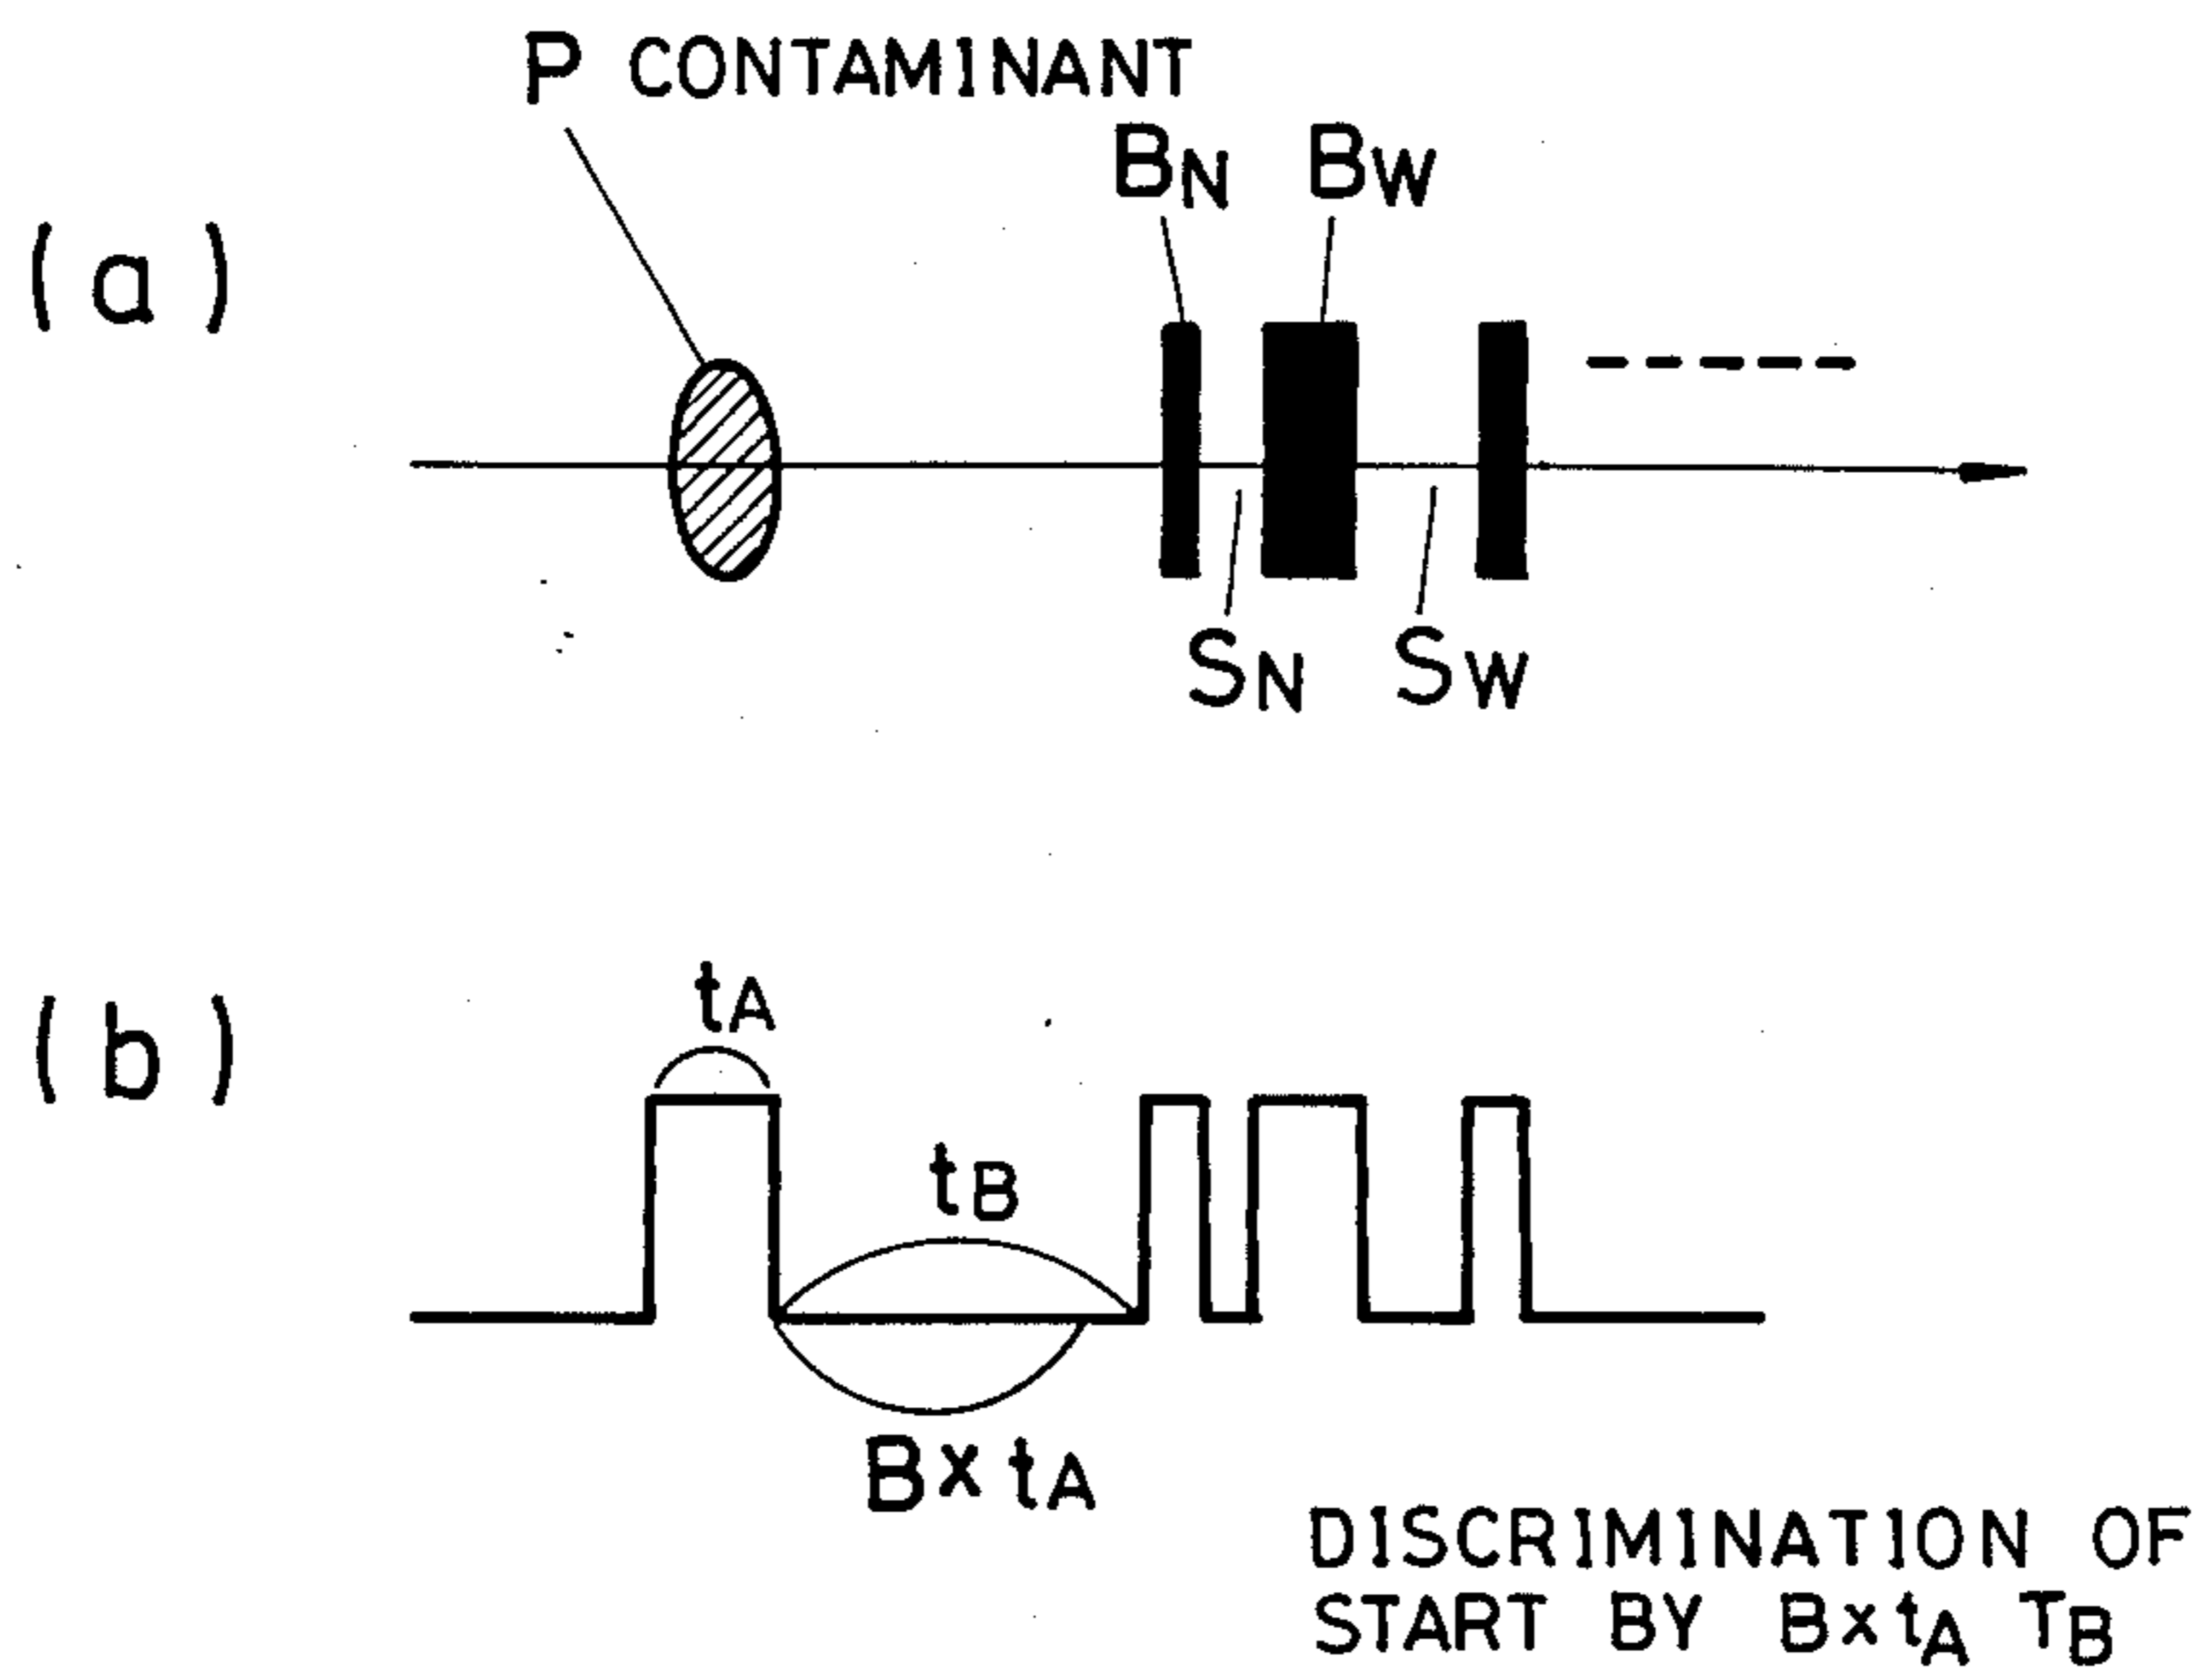 P CONTAMINANT
BN BW
(a)
SN SW
(b)
tA
tB
B×tA
DISCRIMINATION OF
START BY B×tA TB